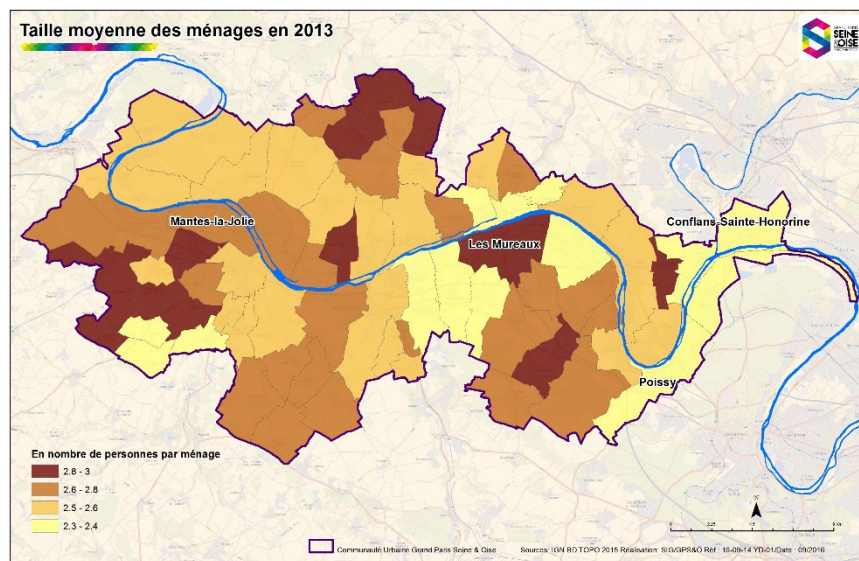 Taille moyenne des ménages en 2013
SEINE
& OISE
Conflans-Sainte-Honorine
Mantes-la-Jolie
Les Mureaux
Poissy
En nombre de personnes par ménage
2.8 - 3
2.6 - 2.8
2.5 - 2.6
2.3 - 2.4
Communauté Urbaine Grand Paris Seine & Oise
Sources: IGN BD TOPO 2015 Réalisation: SIG/GPS&O Réf : 16-09-14 YD-01/Date : 09/2016